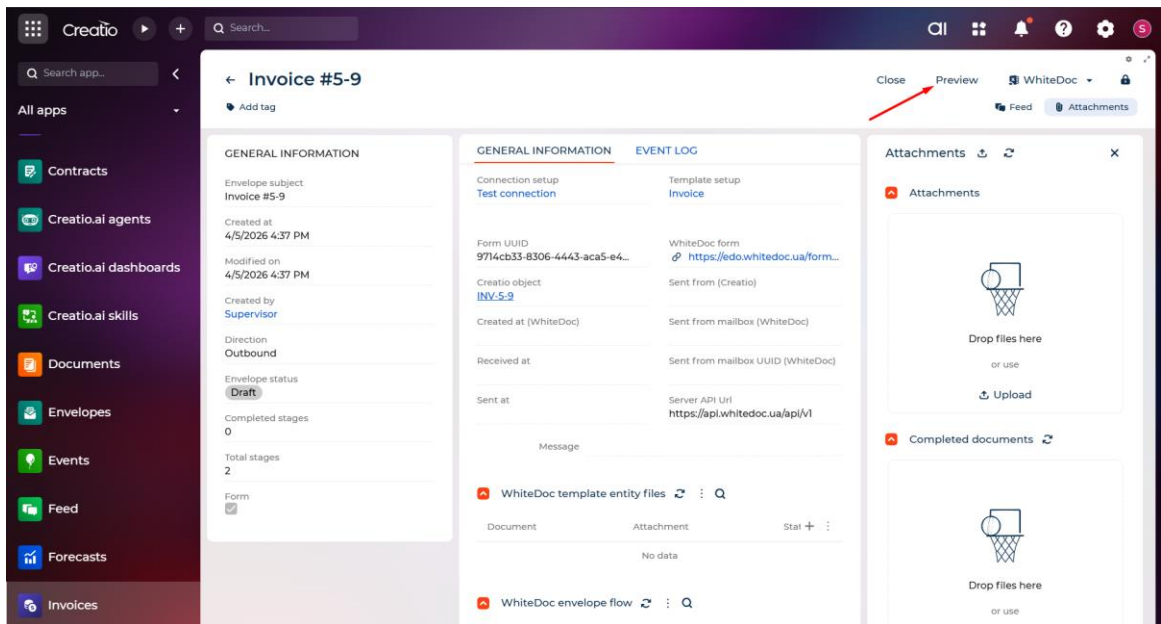 Creatio
Search...
ai
S
Search app...
All apps
Contracts
Creatio.ai agents
Creatio.ai dashboards
Creatio.ai skills
Documents
Envelopes
Events
Feed
Forecasts
Invoices
← Invoice #5-9
Add tag
Close Preview WhiteDoc
Feed Attachments
GENERAL INFORMATION
Envelope subject
Invoice #5-9
Created at
4/5/2026 4:37 PM
Modified on
4/5/2026 4:37 PM
Created by
Supervisor
Direction
Outbound
Envelope status
Draft
Completed stages
0
Total stages
2
Form
GENERAL INFORMATION EVENT LOG
Connection setup Template setup
Test connection Invoice
Form UUID WhiteDoc form
9714cb33-8306-4443-aca5-e4... https://edo.whitedoc.ua/form...
Creatio object Sent from (Creatio)
INV-5-9
Created at (WhiteDoc) Sent from mailbox (WhiteDoc)
Received at Sent from mailbox UUID (WhiteDoc)
Sent at Server API Url
https://api.whitedoc.ua/api/v1
Message
WhiteDoc template entity files
Document Attachment Stat
No data
WhiteDoc envelope flow
Attachments
Attachments
Drop files here
or use
Upload
Completed documents
Drop files here
or use